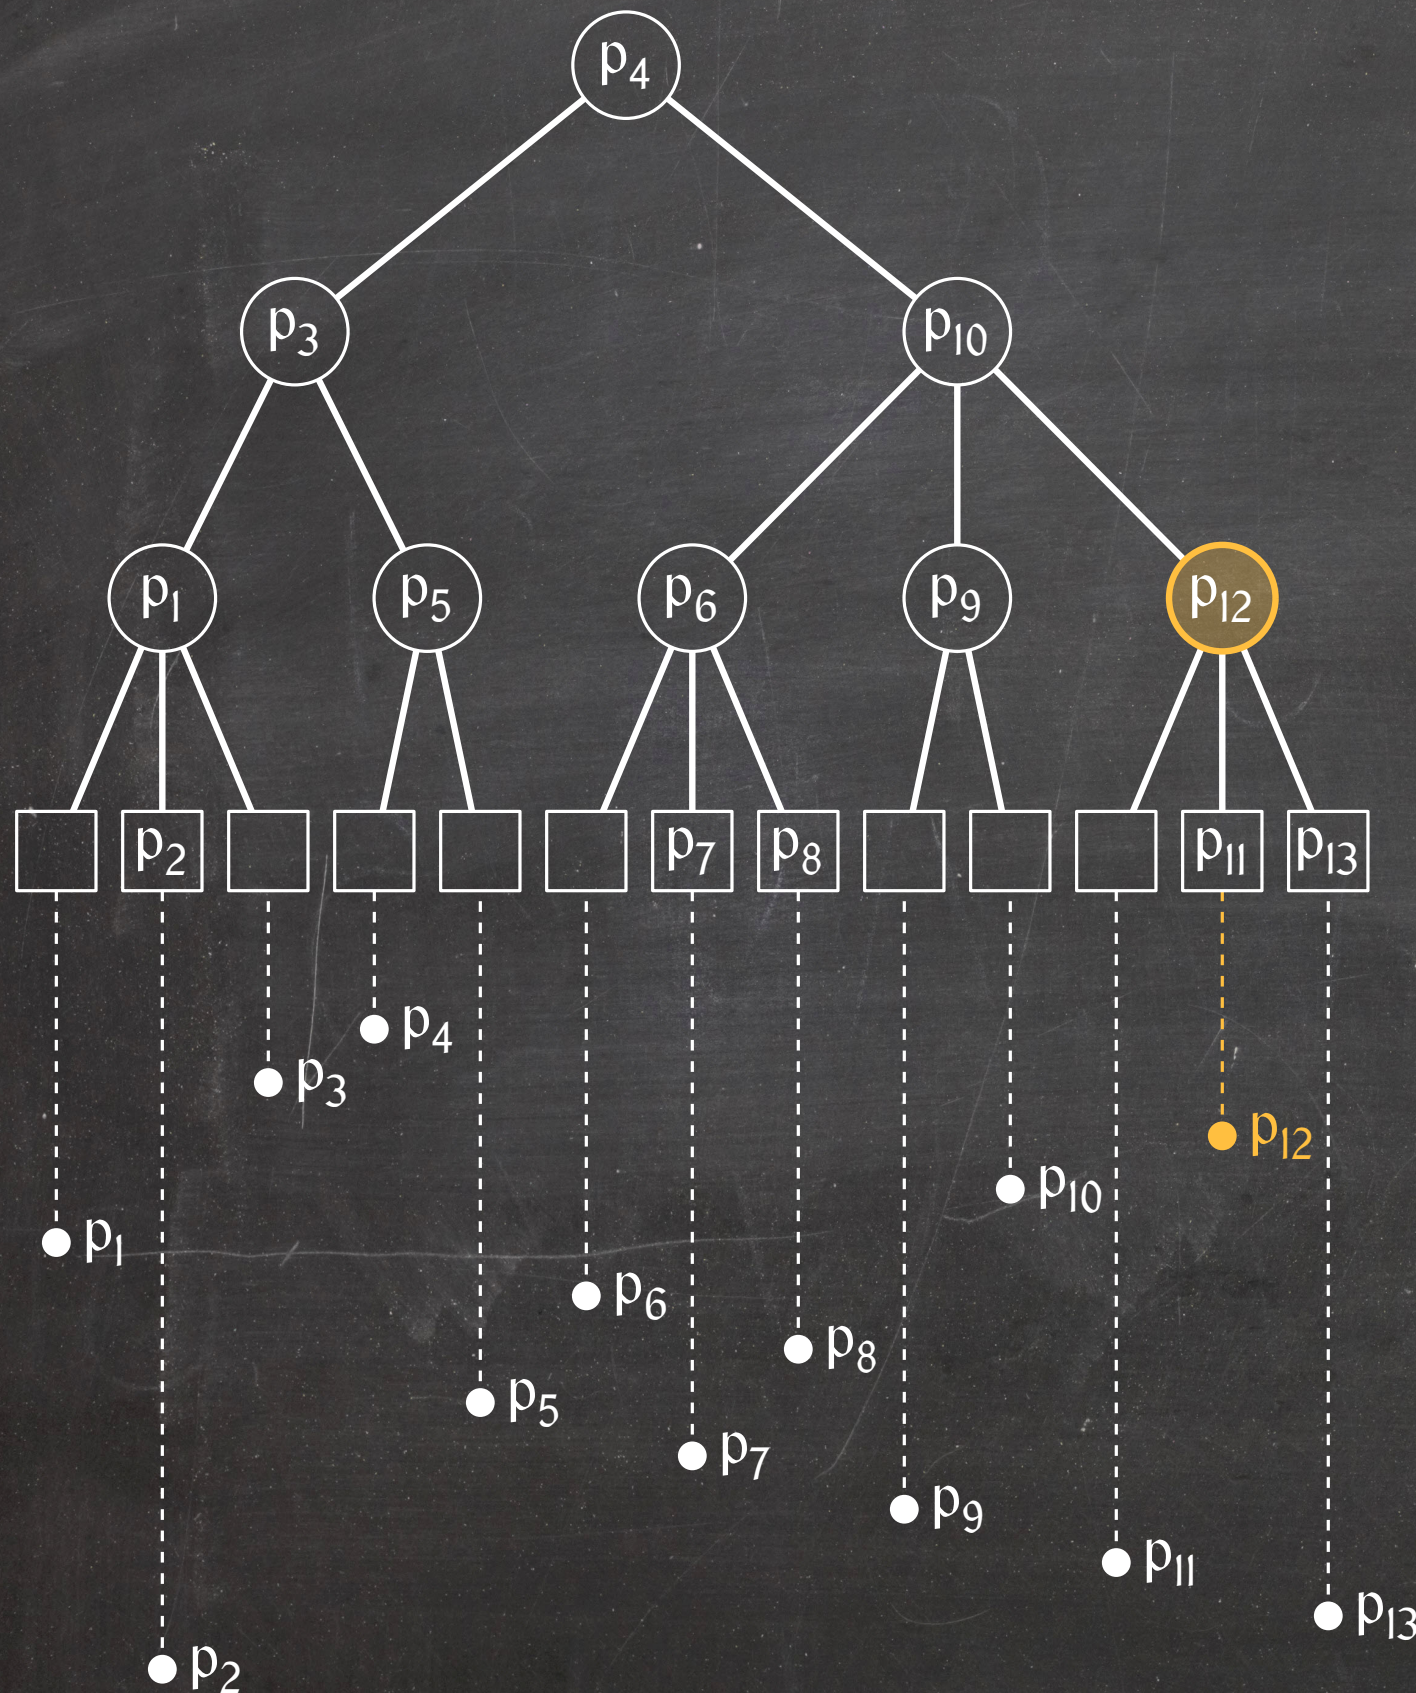 p₄
p₃ p₁₀
p₁ p₅ p₆ p₉ p₁₂
p₂ p₇ p₈ p₁₁ p₁₃
p₄
p₃
p₁₂
p₁₀
p₁
p₆
p₈
p₅
p₇
p₉
p₁₁
p₁₃
p₂